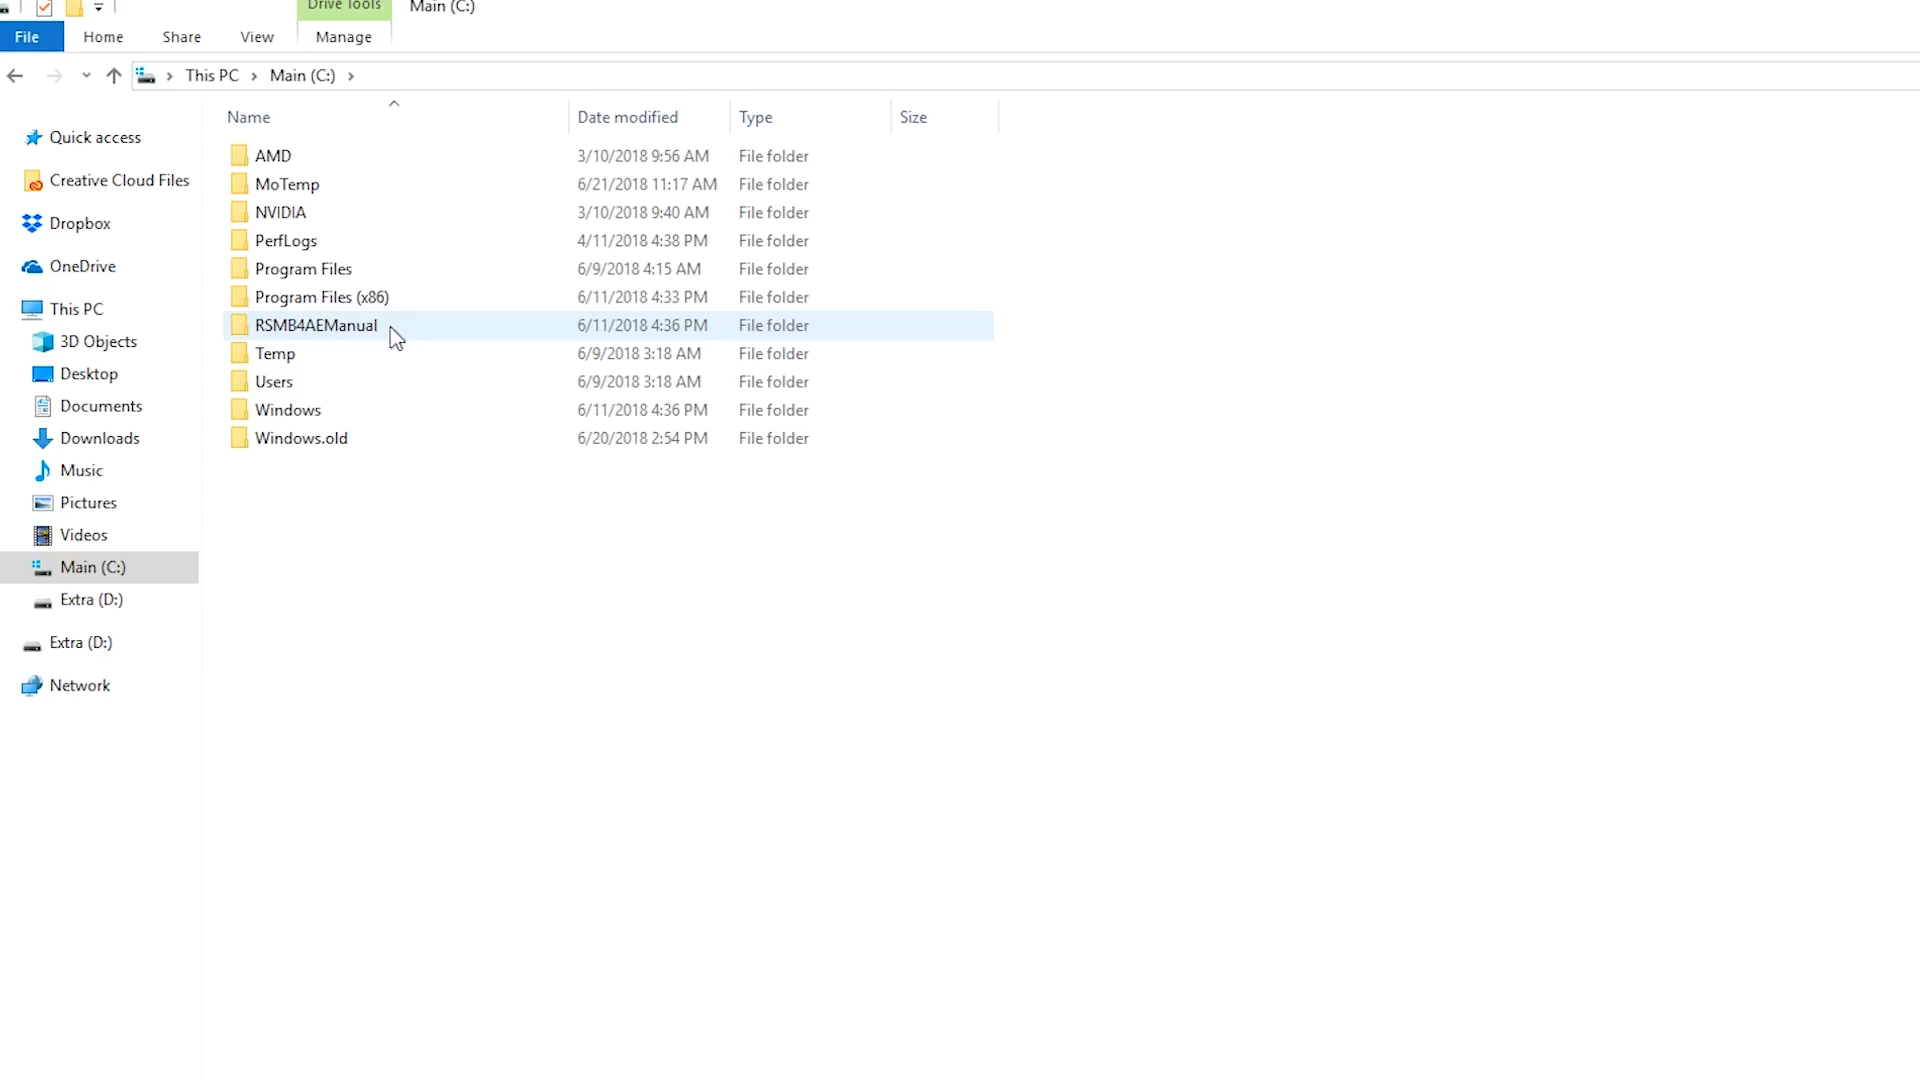 Drive Tools Main (C:)
File Home Share View Manage
This PC Main (C:)
Name Date modified Type Size
Quick access
Creative Cloud Files
Dropbox
OneDrive
This PC
3D Objects
Desktop
Documents
Downloads
Music
Pictures
Videos
Main (C:)
Extra (D:)
Extra (D:)
Network
AMD 3/10/2018 9:56 AM File folder
MoTemp 6/21/2018 11:17 AM File folder
NVIDIA 3/10/2018 9:40 AM File folder
PerfLogs 4/11/2018 4:38 PM File folder
Program Files 6/9/2018 4:15 AM File folder
Program Files (x86) 6/11/2018 4:33 PM File folder
RSMB4AEManual 6/11/2018 4:36 PM File folder
Temp 6/9/2018 3:18 AM File folder
Users 6/9/2018 3:18 AM File folder
Windows 6/11/2018 4:36 PM File folder
Windows.old 6/20/2018 2:54 PM File folder